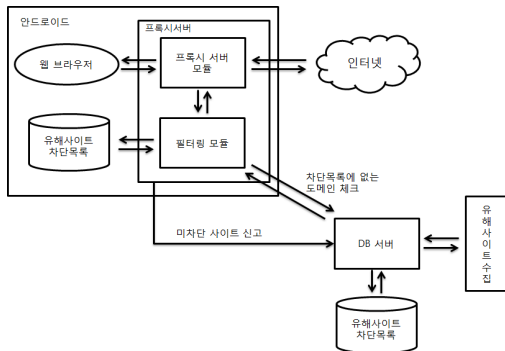 안드로이드
프록시서버
웹 브라우저
프록시 서버
모듈
인터넷
유해사이트
차단목록
필터링 모듈
차단목록에 없는
도메인 체크
미차단 사이트 신고
DB 서버
유
해
사
이
트
수
집
유해사이트
차단목록